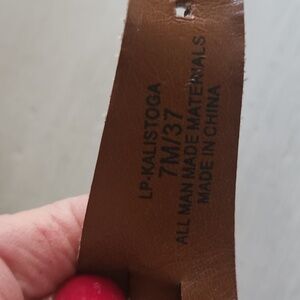 LP-KALISTOGA
7M/37
ALL MAN MADE MATERIALS
MADE IN CHINA